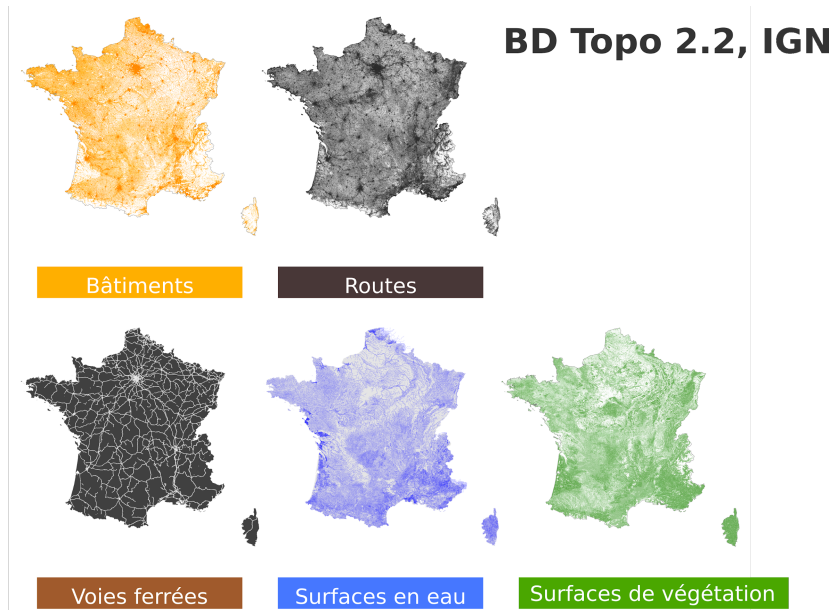 BD Topo 2.2, IGN
Bâtiments
Routes
Voies ferrées
Surfaces en eau
Surfaces de végétation